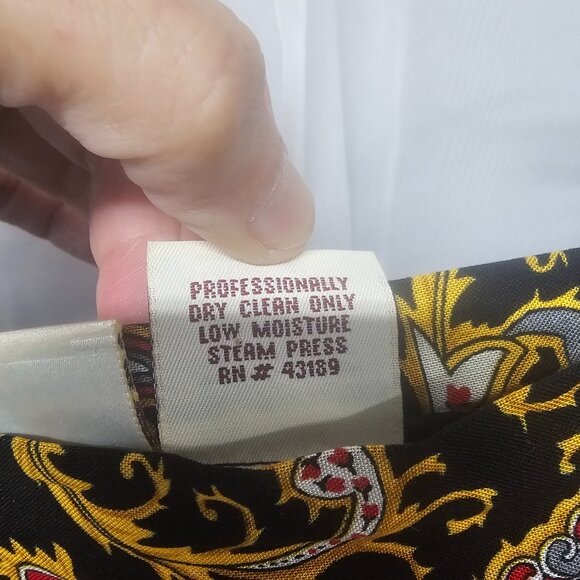 PROFESSIONALLY
DRY CLEAN ONLY
LOW MOISTURE
STEAM PRESS
RN # 43189